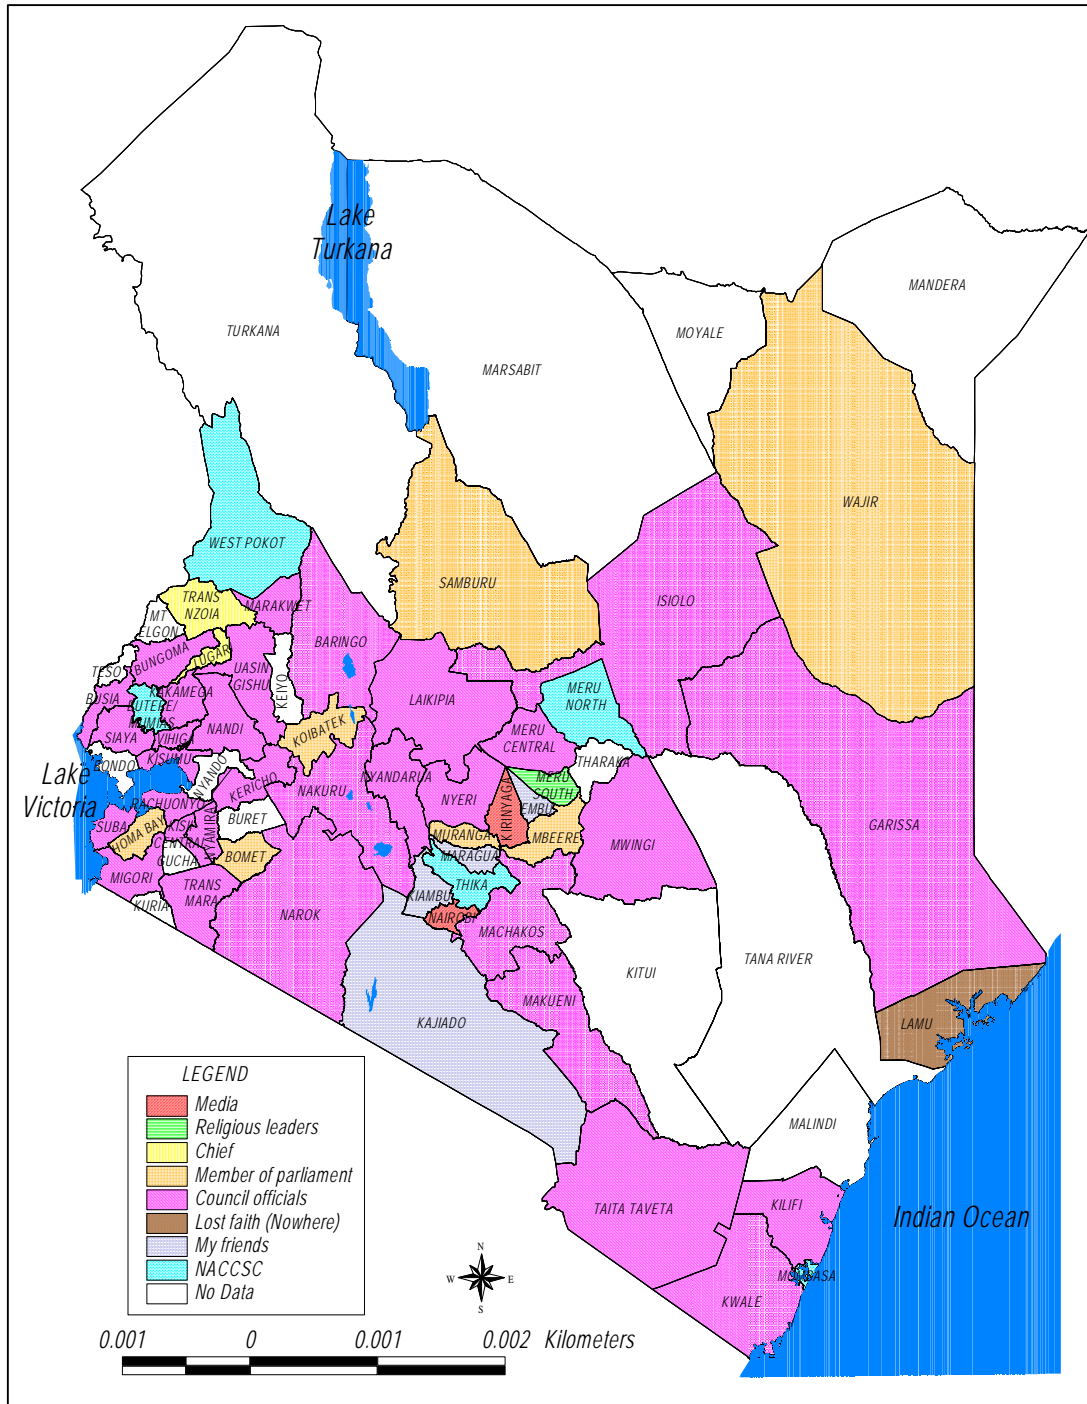 Lake
Turkana
MANDERA
TURKANA
MOYALE
MARSABIT
WAJIR
WEST POKOT
SAMBURU
TRANS
NZOIA
MARAKWET
ISIOLO
MT
ELGON
BARINGO
BUNGOMA
LUGARI
UASIN
GISHU
TESO
KEIYO
BUSIA
KAKAMEGA
BUTERE/
MUMIAS
LAIKIPIA
MERU
NORTH
SIAYA
VIHIGA
NANDI
KOIBATEK
MERU
CENTRAL
BONDO
KISUMU
NYANDO
THARAKA
Lake
Victoria
NYANDARUA
MERU
SOUTH
KERICHO
NAKURU
NYERI
KIRINYAGA
EMBU
RACHUONYO
BURET
GARISSA
SUBA
HOMA BAY
KISII
CENTRAL
NYAMIRA
MURANGA
MBEERE
MWINGI
GUCHA
BOMET
MARAGUA
MIGORI
TRANS
MARA
THIKA
KIAMBU
KURIA
NAROK
NAIROBI
MACHAKOS
KITUI
TANA RIVER
MAKUENI
KAJIADO
LAMU
LEGEND
Media
Religious leaders
Chief
Member of parliament
Council officials
Lost faith (Nowhere)
My friends
NACCSC
No Data
MALINDI
TAITA TAVETA
KILIFI
Indian Ocean
MOMBASA
KWALE
N
W
E
S
0.001 0 0.001 0.002 Kilometers